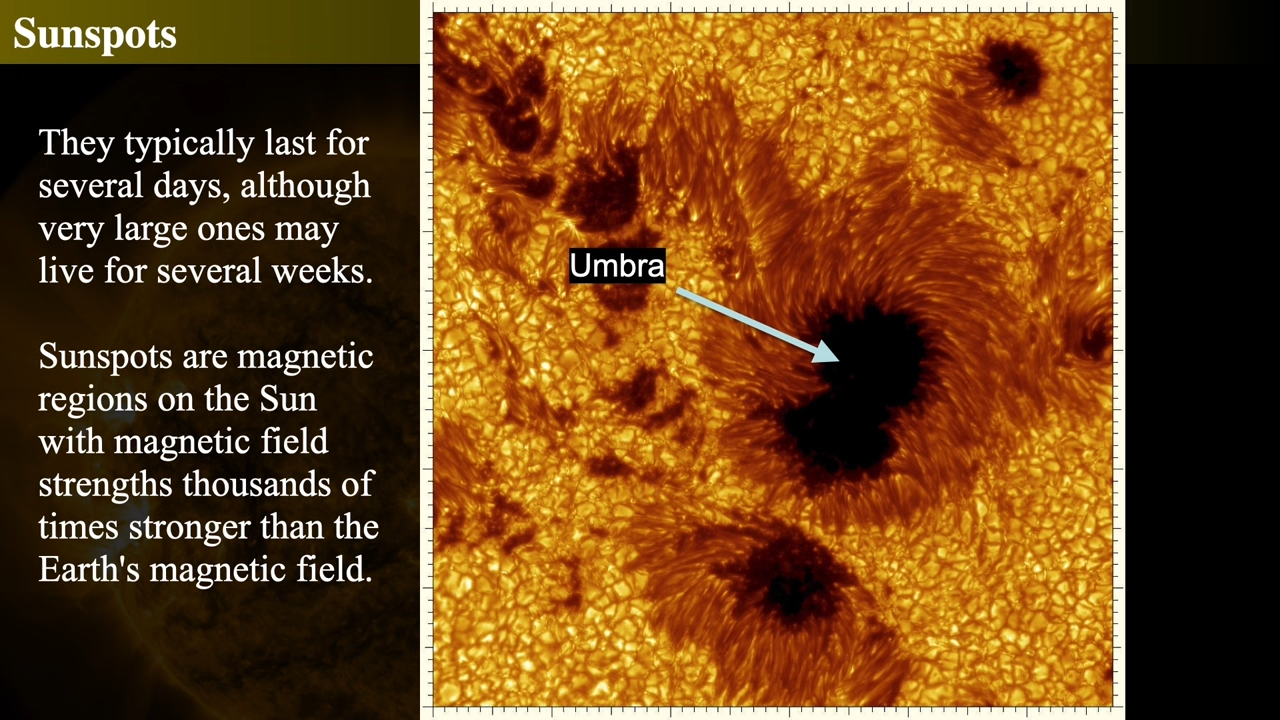 Sunspots
They typically last for
several days, although
very large ones may
live for several weeks.
Sunspots are magnetic
regions on the Sun
with magnetic field
strengths thousands of
times stronger than the
Earth's magnetic field.
Umbra